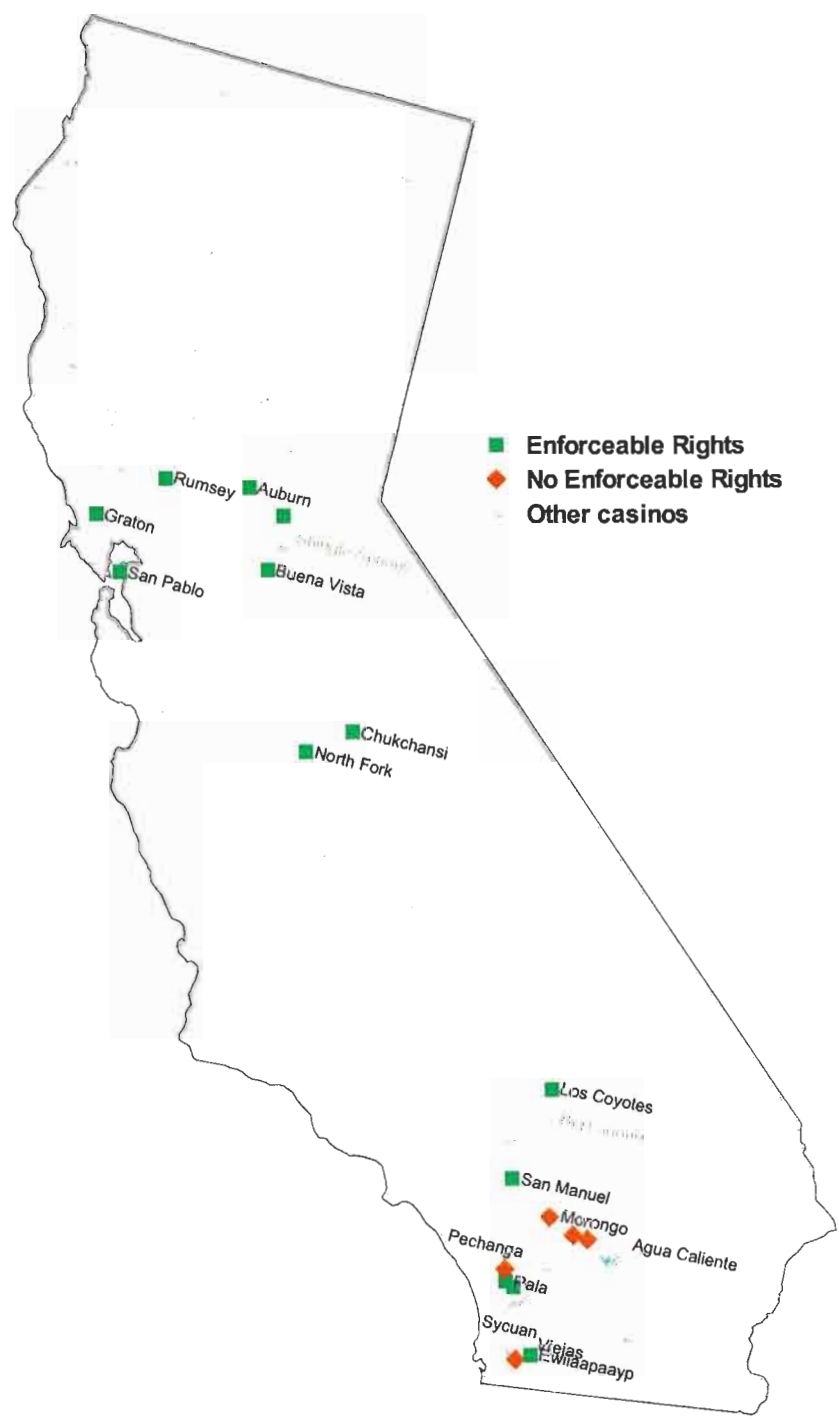 Enforceable Rights
No Enforceable Rights
Other casinos
Rumsey
Auburn
Graton
San Pablo
Buena Vista
Chukchansi
North Fork
Los Coyotes
San Manuel
Morongo
Agua Caliente
Pechanga
Pala
Sycuan
Viejas
Ewiiaapaayp